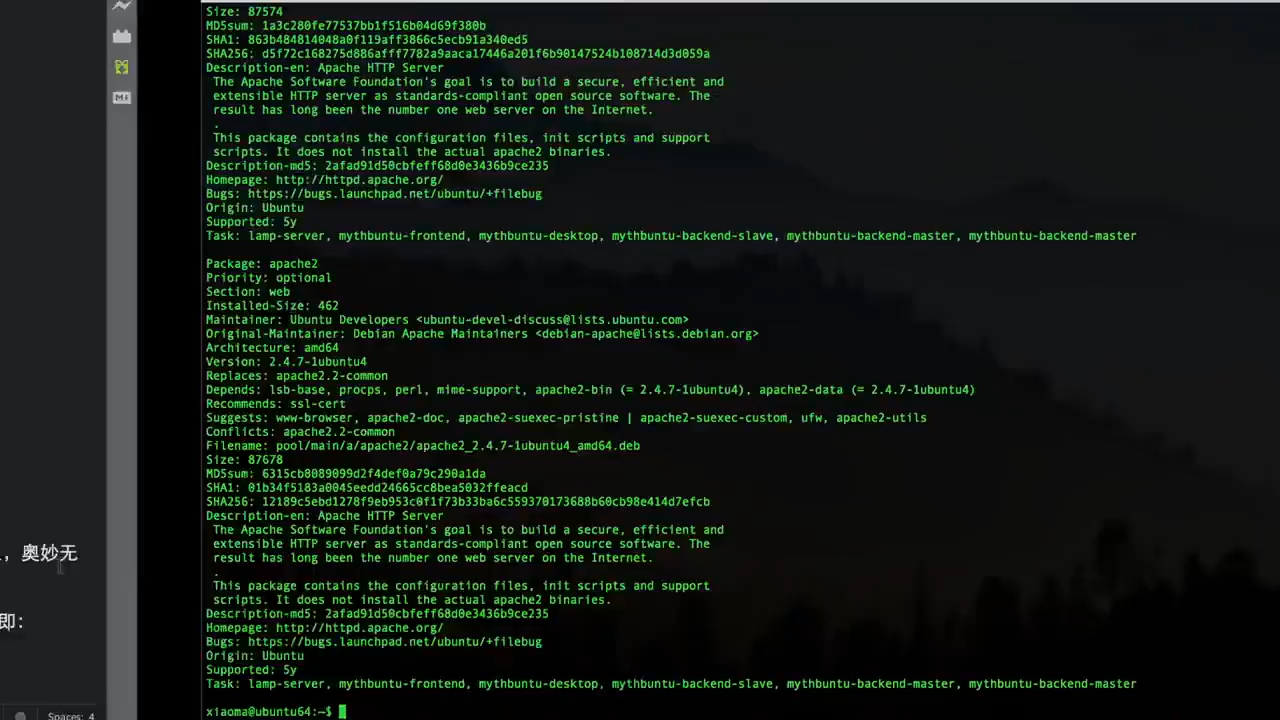 Size: 87574
MD5sum: 1a3c280fe77537bb1f516b04d69f380b
SHA1: 863b484814048a0f119aff3866c5ecb91a340ed5
SHA256: d5f72c168275d686afff7782a9aaca17446a201f6b90147524b108714d3d059a
Description-en: Apache HTTP Server
The Apache Software Foundation's goal is to build a secure, efficient and
extensible HTTP server as standards-compliant open source software. The
result has long been the number one web server on the Internet.
.
This package contains the configuration files, init scripts and support
scripts. It does not install the actual apache2 binaries.
Description-md5: 2afad91d50cbfeff68d0e3436b9ce235
Homepage: http://httpd.apache.org/
Bugs: https://bugs.launchpad.net/ubuntu/+filebug
Origin: Ubuntu
Supported: 5y
Task: lamp-server, mythbuntu-frontend, mythbuntu-desktop, mythbuntu-backend-slave, mythbuntu-backend-master, mythbuntu-backend-master
Package: apache2
Priority: optional
Section: web
Installed-Size: 462
Maintainer: Ubuntu Developers <ubuntu-devel-discuss@lists.ubuntu.com>
Original-Maintainer: Debian Apache Maintainers <debian-apache@lists.debian.org>
Architecture: amd64
Version: 2.4.7-1ubuntu4
Replaces: apache2.2-common
Depends: lsb-base, procps, perl, mime-support, apache2-bin (= 2.4.7-1ubuntu4), apache2-data (= 2.4.7-1ubuntu4)
Recommends: ssl-cert
Suggests: www-browser, apache2-doc, apache2-suexec-pristine | apache2-suexec-custom, ufw, apache2-utils
Conflicts: apache2.2-common
Filename: pool/main/a/apache2/apache2_2.4.7-1ubuntu4_amd64.deb
Size: 87678
MD5sum: 6315cb8089099d2f4def0a79c290a1da
SHA1: 01b34f5183a0045eedd24665cc8bea5032ffeacd
SHA256: 12189c5ebd1278f9eb953c0f1f73b33ba6c559370173688b60cb98e414d7efcb
Description-en: Apache HTTP Server
The Apache Software Foundation's goal is to build a secure, efficient and
extensible HTTP server as standards-compliant open source software. The
result has long been the number one web server on the Internet.
.
This package contains the configuration files, init scripts and support
scripts. It does not install the actual apache2 binaries.
Description-md5: 2afad91d50cbfeff68d0e3436b9ce235
Homepage: http://httpd.apache.org/
Bugs: https://bugs.launchpad.net/ubuntu/+filebug
Origin: Ubuntu
Supported: 5y
Task: lamp-server, mythbuntu-frontend, mythbuntu-desktop, mythbuntu-backend-slave, mythbuntu-backend-master, mythbuntu-backend-master
xiaoma@ubuntu64:~$
，奥妙无
即：
Spaces: 4